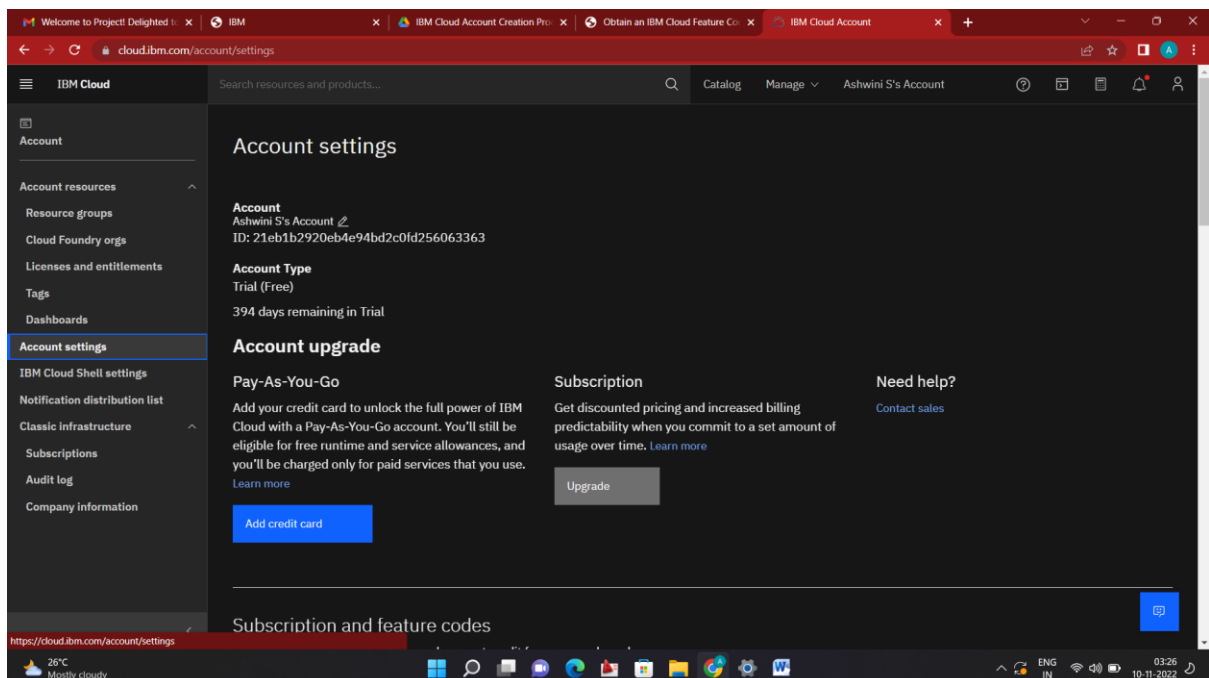 Welcome to Project! Delighted to
IBM
IBM Cloud Account Creation Pro
Obtain an IBM Cloud Feature Co
IBM Cloud Account
cloud.ibm.com/account/settings
A
IBM Cloud
Search resources and products...
Catalog
Manage
Ashwini S's Account
Account
Account resources
Resource groups
Cloud Foundry orgs
Licenses and entitlements
Tags
Dashboards
Account settings
IBM Cloud Shell settings
Notification distribution list
Classic infrastructure
Subscriptions
Audit log
Company information
Account settings
Account
Ashwini S's Account
ID: 21eb1b2920eb4e94bd2c0fd256063363
Account Type
Trial (Free)
394 days remaining in Trial
Account upgrade
Pay-As-You-Go
Add your credit card to unlock the full power of IBM
Cloud with a Pay-As-You-Go account. You'll still be
eligible for free runtime and service allowances, and
you'll be charged only for paid services that you use.
Learn more
Add credit card
Subscription
Get discounted pricing and increased billing
predictability when you commit to a set amount of
usage over time. Learn more
Upgrade
Need help?
Contact sales
Subscription and feature codes
https://cloud.ibm.com/account/settings
26°C
Mostly cloudy
ENG
IN
03:26
10-11-2022